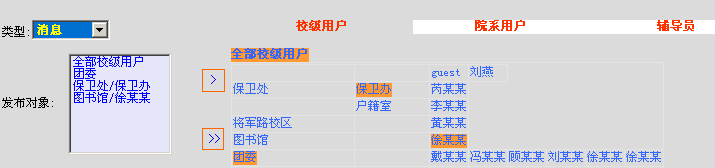 类型: 消息
校级用户 院系用户 辅导员
发布对象:
全部校级用户
团委
保卫处/保卫办
图书馆/徐某某
>
>>
全部校级用户
guest 刘燕
保卫处 保卫办 芮某某
户籍室 李某某
将军路校区 黄某某
图书馆 徐某某
团委 戴某某 冯某某 顾某某 刘某某 徐某某 徐某某